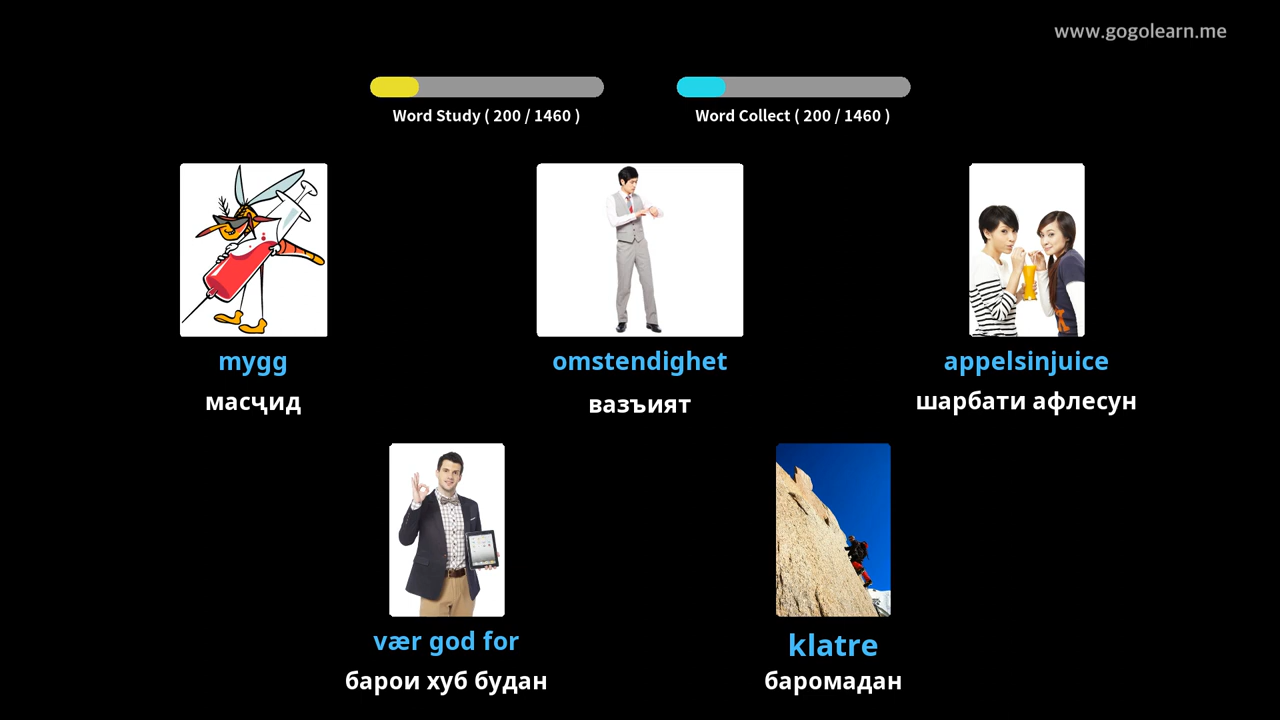 www.gogolearn.me
Word Study ( 200 / 1460 )
Word Collect ( 200 / 1460 )
mygg
omstendighet
appelsinjuice
масҷид
вазъият
шарбати афлесун
vær god for
klatre
барои хуб будан
баромадан